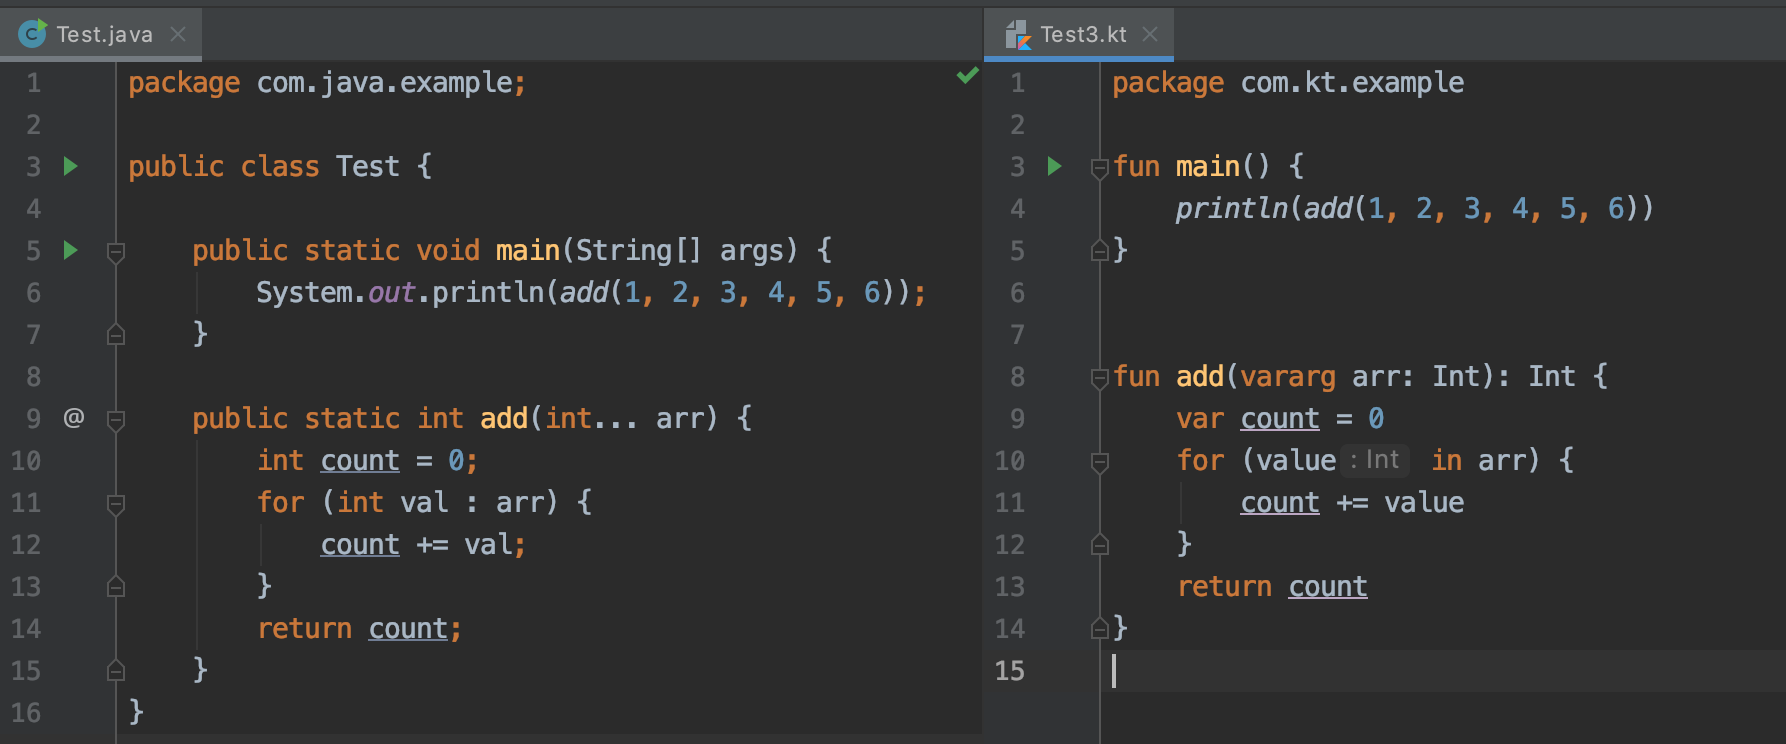 Test.java
1 package com.java.example;
2
3 public class Test {
4
5 public static void main(String[] args) {
6 System.out.println(add(1, 2, 3, 4, 5, 6));
7 }
8
9 @ public static int add(int... arr) {
10 int count = 0;
11 for (int val : arr) {
12 count += val;
13 }
14 return count;
15 }
16 }
Test3.kt
1 package com.kt.example
2
3 fun main() {
4 println(add(1, 2, 3, 4, 5, 6))
5 }
6
7
8 fun add(vararg arr: Int): Int {
9 var count = 0
10 for (value : Int in arr) {
11 count += value
12 }
13 return count
14 }
15